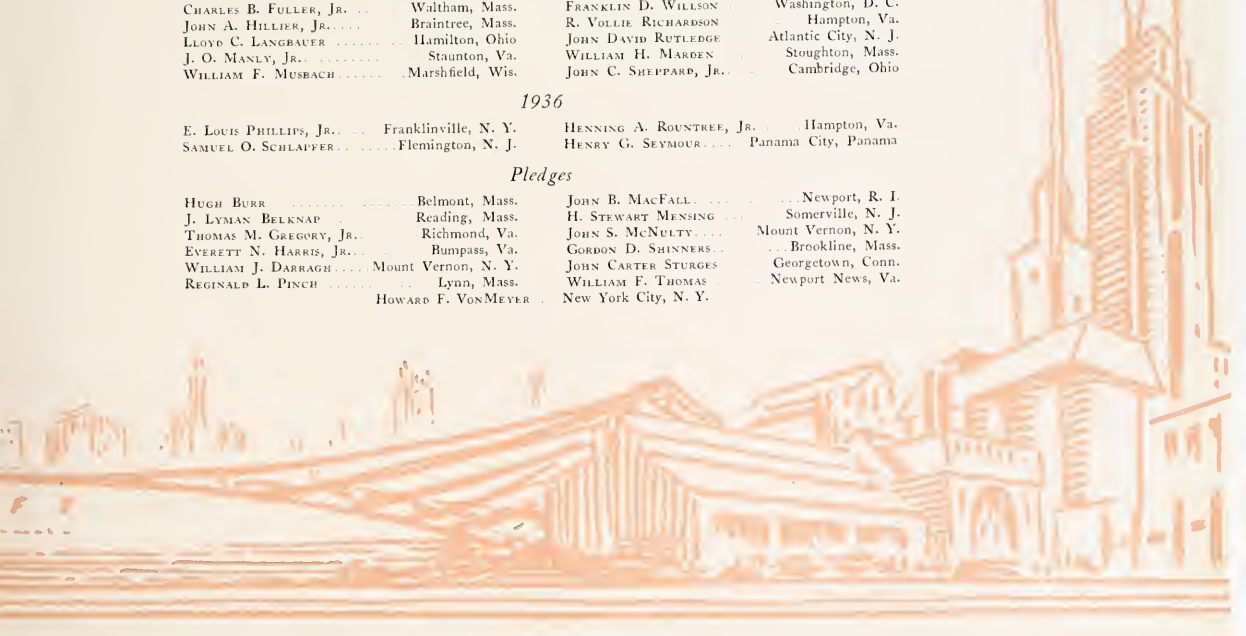 CHARLES B. FULLER, JR. .. Waltham, Mass. FRANKLIN D. WILLSON Washington, D. C.
JOHN A. HILLIER, JR..... Braintree, Mass. R. VOLLIE RICHARDSON Hampton, Va.
LLOYD C. LANGBAUER ...... .. Hamilton, Ohio JOHN DAVID RUTLEDGE Atlantic City, N. J.
J. O. MANLY, JR.. ........ Staunton, Va. WILLIAM H. MARDEN Stoughton, Mass.
WILLIAM F. MUSBACH ...... .Marshfield, Wis. JOHN C. SHEPPARD, JR.. Cambridge, Ohio
1936
E. LOUIS PHILLIPS, JR.. .. Franklinville, N. Y. HENNING A. ROUNTREE, JR. . .Hampton, Va.
SAMUEL O. SCHLAFFER.. .....Flemington, N. J. HENRY G. SEYMOUR.... Panama City, Panama
Pledges
HUGH BURR ....... .....Belmont, Mass. JOHN B. MACFALL. ... ...Newport, R. I.
J. LYMAN BELKNAP . Reading, Mass. H. STEWART MENSING ... Somerville, N. J.
THOMAS M. GREGORY, JR.. Richmond, Va. JOHN S. MCNULTY.... Mount Vernon, N. Y.
EVERETT N. HARRIS, JR... . Bumpass, Va. GORDON D. SHINNERS.. ...Brookline, Mass.
WILLIAM J. DARRAGH.....Mount Vernon, N. Y. JOHN CARTER STURGES Georgetown, Conn.
REGINALD L. PINCH ...... .. Lynn, Mass. WILLIAM F. THOMAS . . Newport News, Va.
HOWARD F. VONMEYER . New York City, N. Y.